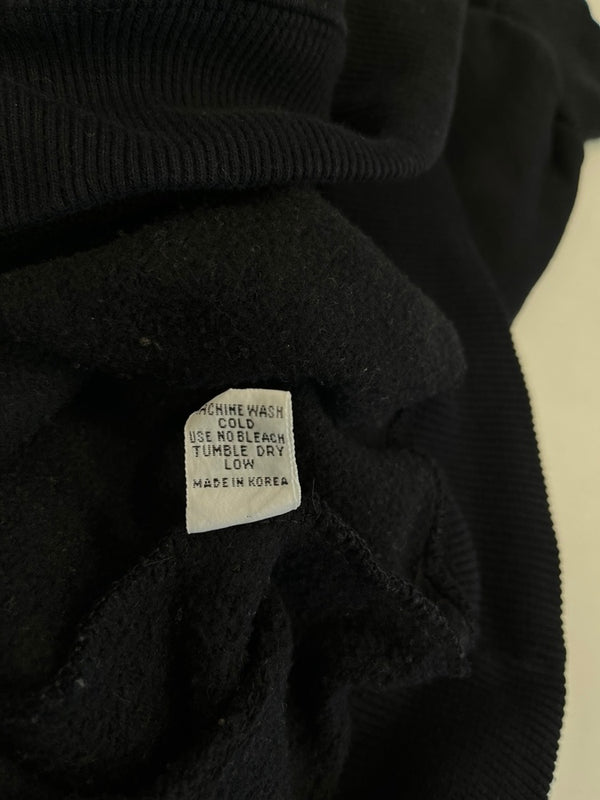 MACHINE WASH
COLD
USE NO BLEACH
TUMBLE DRY
LOW
MADE IN KOREA